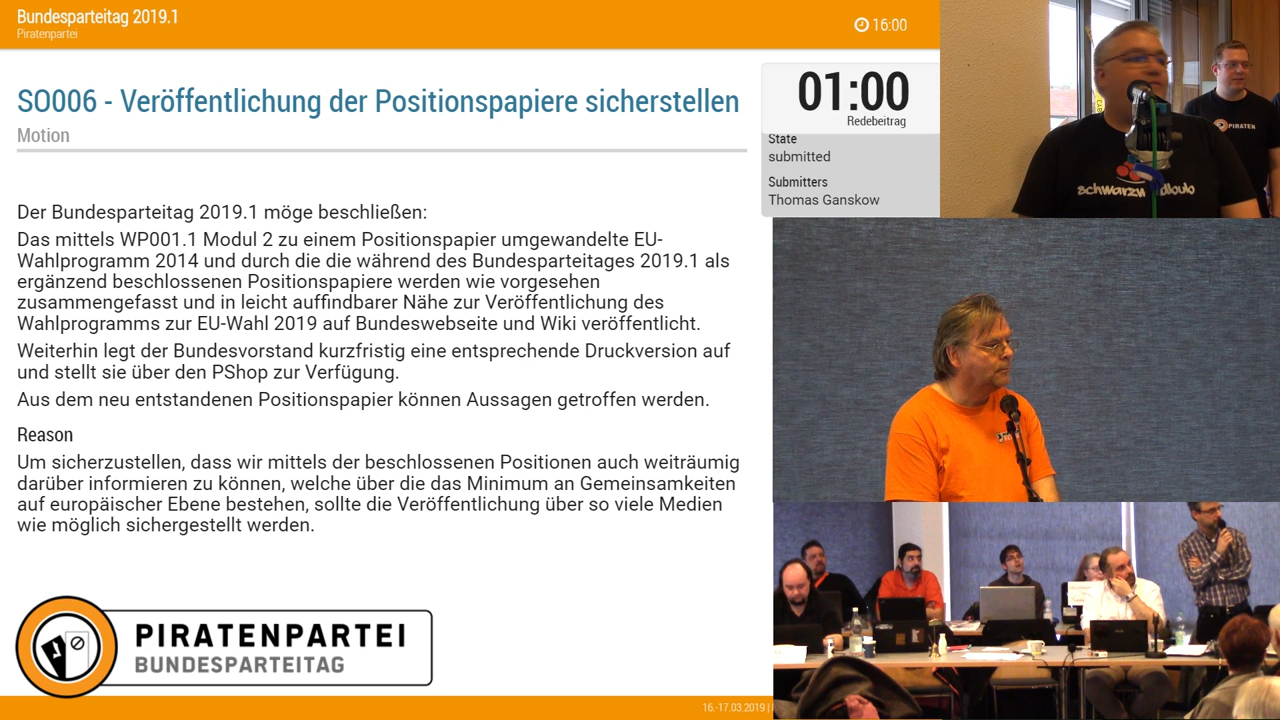 Bundesparteitag 2019.1
Piratenpartei
16:00
SO006 - Veröffentlichung der Positionspapiere sicherstellen
Motion
01:00
Redebeitrag
State
submitted
Submitters
Thomas Ganskow
Der Bundesparteitag 2019.1 möge beschließen:
Das mittels WP001.1 Modul 2 zu einem Positionspapier umgewandelte EU-
Wahlprogramm 2014 und durch die die während des Bundesparteitages 2019.1 als
ergänzend beschlossenen Positionspapiere werden wie vorgesehen
zusammengefasst und in leicht auffindbarer Nähe zur Veröffentlichung des
Wahlprogramms zur EU-Wahl 2019 auf Bundeswebseite und Wiki veröffentlicht.
Weiterhin legt der Bundesvorstand kurzfristig eine entsprechende Druckversion auf
und stellt sie über den PShop zur Verfügung.
Aus dem neu entstandenen Positionspapier können Aussagen getroffen werden.
Reason
Um sicherzustellen, dass wir mittels der beschlossenen Positionen auch weiträumig
darüber informieren zu können, welche über die das Minimum an Gemeinsamkeiten
auf europäischer Ebene bestehen, sollte die Veröffentlichung über so viele Medien
wie möglich sichergestellt werden.
PIRATENPARTEI
BUNDESPARTEITAG
16.-17.03.2019 |
PIRATEN